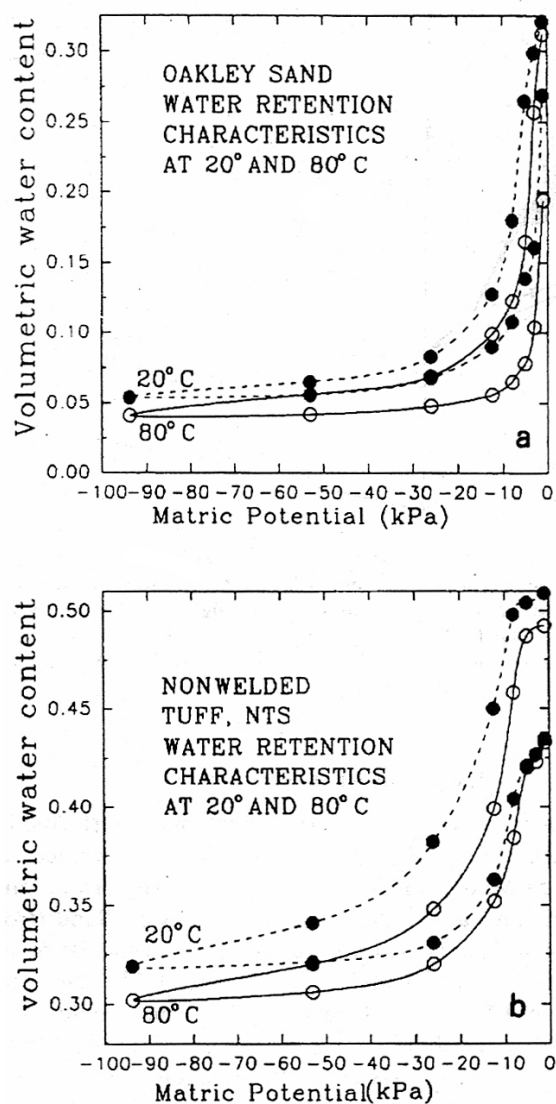 Volumetric water content
0.30
0.25
0.20
0.15
0.10
0.05
0.00
OAKLEY SAND
WATER RETENTION
CHARACTERISTICS
AT 20° AND 80° C
20°C
80°C
a
-100 -90 -80 -70 -60 -50 -40 -30 -20 -10 0
Matric Potential (kPa)
volumetric water content
0.50
0.45
0.40
0.35
0.30
NONWELDED
TUFF, NTS
WATER RETENTION
CHARACTERISTICS
AT 20° AND 80° C
20°C
80°C
b
-100 -90 -80 -70 -60 -50 -40 -30 -20 -10 0
Matric Potential(kPa)